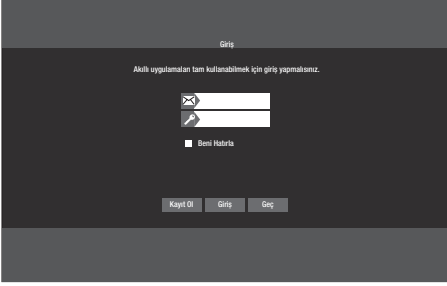 Giriş
Akıllı uygulamaları tam kullanabilmek için giriş yapmalısınız.
Beni Hatırla
Kayıt Ol Giriş Geç